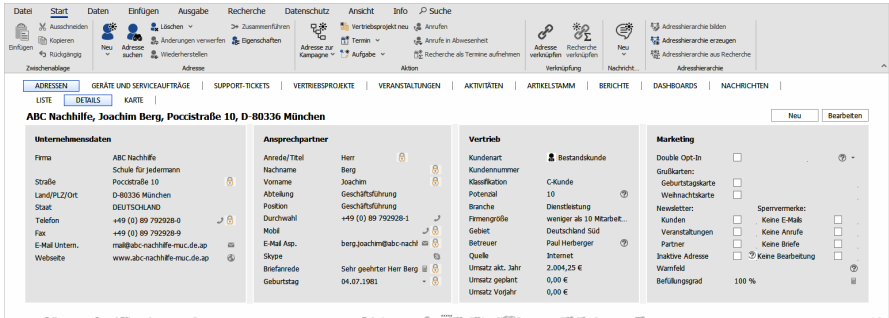 Datei Start Daten Einfügen Ausgabe Recherche Datenschutz Ansicht Info Suche
Einfügen
Ausschneiden
Kopieren
Rückgängig
Zwischenablage
Neu
Adresse suchen
Löschen
Änderungen verwerfen
Wiederherstellen
Zusammenführen
Eigenschaften
Adresse
Adresse zur Kampagne
Vertriebsprojekt neu
Termin
Aufgabe
Anrufen
Anrufe in Abwesenheit
Recherche als Termine aufnehmen
Aktion
Adresse verknüpfen
Recherche verknüpfen
Verknüpfung
Neu
Nachricht...
Adresshierarchie bilden
Adresshierarchie erzeugen
Adresshierarchie aus Recherche
Adresshierarchie
ADRESSEN GERÄTE UND SERVICEAUFTRÄGE SUPPORT-TICKETS VERTRIEBSPROJEKTE VERANSTALTUNGEN AKTIVITÄTEN ARTIKELSTAMM BERICHTE DASHBOARDS NACHRICHTEN
LISTE DETAILS KARTE
ABC Nachhilfe, Joachim Berg, Poccistraße 10, D-80336 München
Neu Bearbeiten
Unternehmensdaten
Firma ABC Nachhilfe
Schule für jedermann
Straße Poccistraße 10
Land/PLZ/Ort D-80336 München
Staat DEUTSCHLAND
Telefon +49 (0) 89 792928-0
Fax +49 (0) 89 792928-9
E-Mail Untern. mail@abc-nachhilfe-muc.de.ap
Webseite www.abc-nachhilfe-muc.de.ap
Ansprechpartner
Anrede/Titel Herr
Nachname Berg
Vorname Joachim
Abteilung Geschäftsführung
Position Geschäftsführung
Durchwahl +49 (0) 89 792928-1
Mobil
E-Mail Asp. berg.joachim@abc-nachl
Skype
Briefanrede Sehr geehrter Herr Berg
Geburtstag 04.07.1981
Vertrieb
Kundenart Bestandskunde
Kundennummer
Klassifikation C-Kunde
Potenzial 10
Branche Dienstleistung
Firmengröße weniger als 10 Mitarbeit...
Gebiet Deutschland Süd
Betreuer Paul Herberger
Quelle Internet
Umsatz akt. Jahr 2.004,25 €
Umsatz geplant 0,00 €
Umsatz Vorjahr 0,00 €
Marketing
Double Opt-In
Grußkarten:
Geburtstagskarte
Weihnachtskarte
Newsletter: Sperrvermerke:
Kunden Keine E-Mails
Veranstaltungen Keine Anrufe
Partner Keine Briefe
Inaktive Adresse Keine Bearbeitung
Warnfeld
Befüllungsgrad 100 %